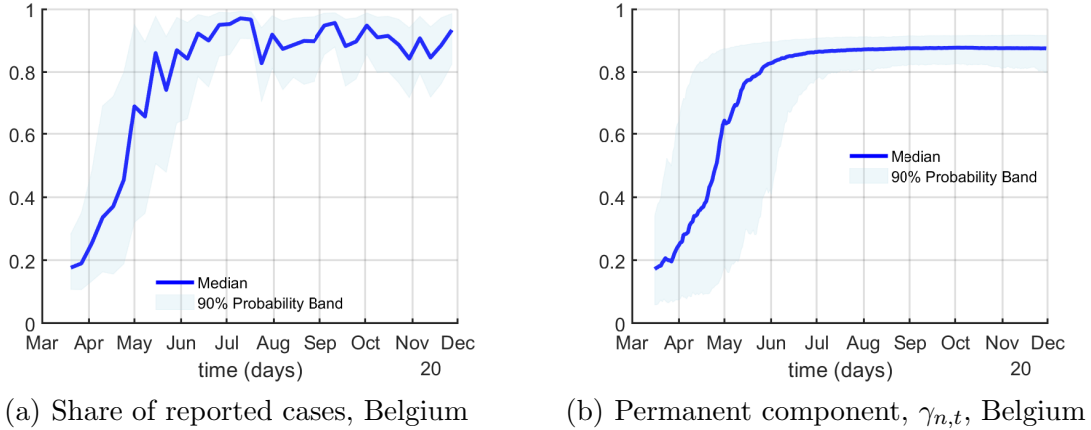 1
0.8
0.6
0.4
0.2
0
Median
90% Probability Band
Mar Apr May Jun Jul Aug Sep Oct Nov Dec
time (days) 20
(a) Share of reported cases, Belgium
1
0.8
0.6
0.4
0.2
0
Median
90% Probability Band
Mar Apr May Jun Jul Aug Sep Oct Nov Dec
time (days) 20
(b) Permanent component, γn,t, Belgium